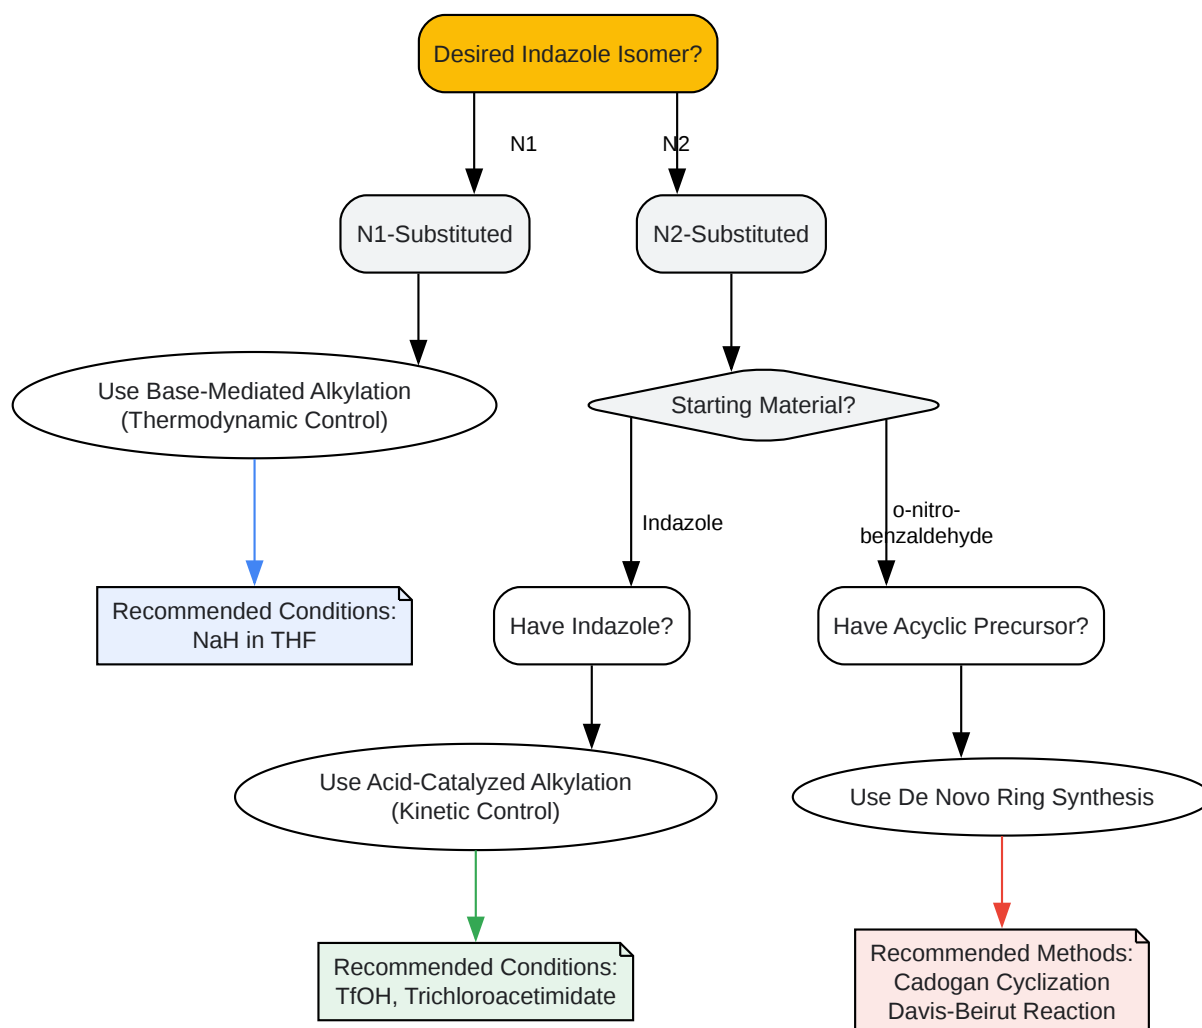 Desired Indazole Isomer?
N1
N2
N1-Substituted
N2-Substituted
Use Base-Mediated Alkylation
(Thermodynamic Control)
Starting Material?
Indazole
o-nitro-
benzaldehyde
Recommended Conditions:
NaH in THF
Have Indazole?
Have Acyclic Precursor?
Use Acid-Catalyzed Alkylation
(Kinetic Control)
Use De Novo Ring Synthesis
Recommended Conditions:
TfOH, Trichloroacetimidate
Recommended Methods:
Cadogan Cyclization
Davis-Beirut Reaction